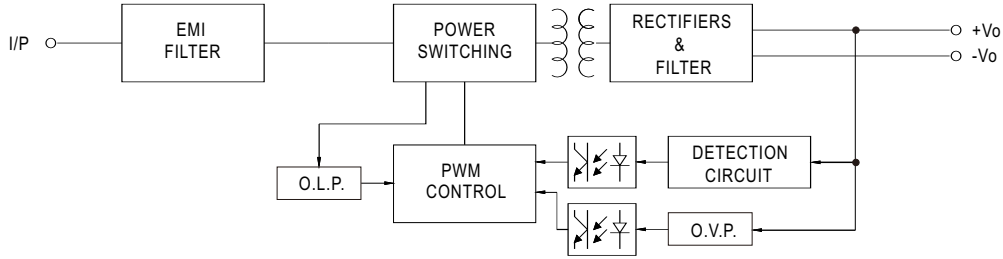 I/P
EMI
FILTER
POWER
SWITCHING
RECTIFIERS
&
FILTER
+Vo
-Vo
O.L.P.
PWM
CONTROL
DETECTION
CIRCUIT
O.V.P.